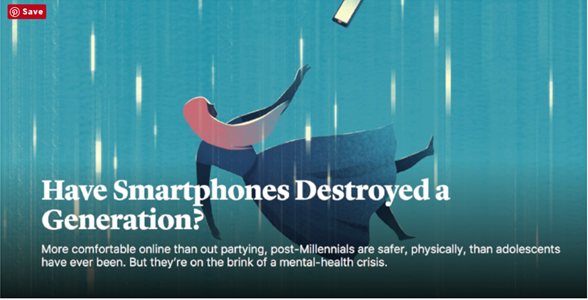 Save
Have Smartphones Destroyed a
Generation?
More comfortable online than out partying, post-Millennials are safer, physically, than adolescents
have ever been. But they're on the brink of a mental-health crisis.